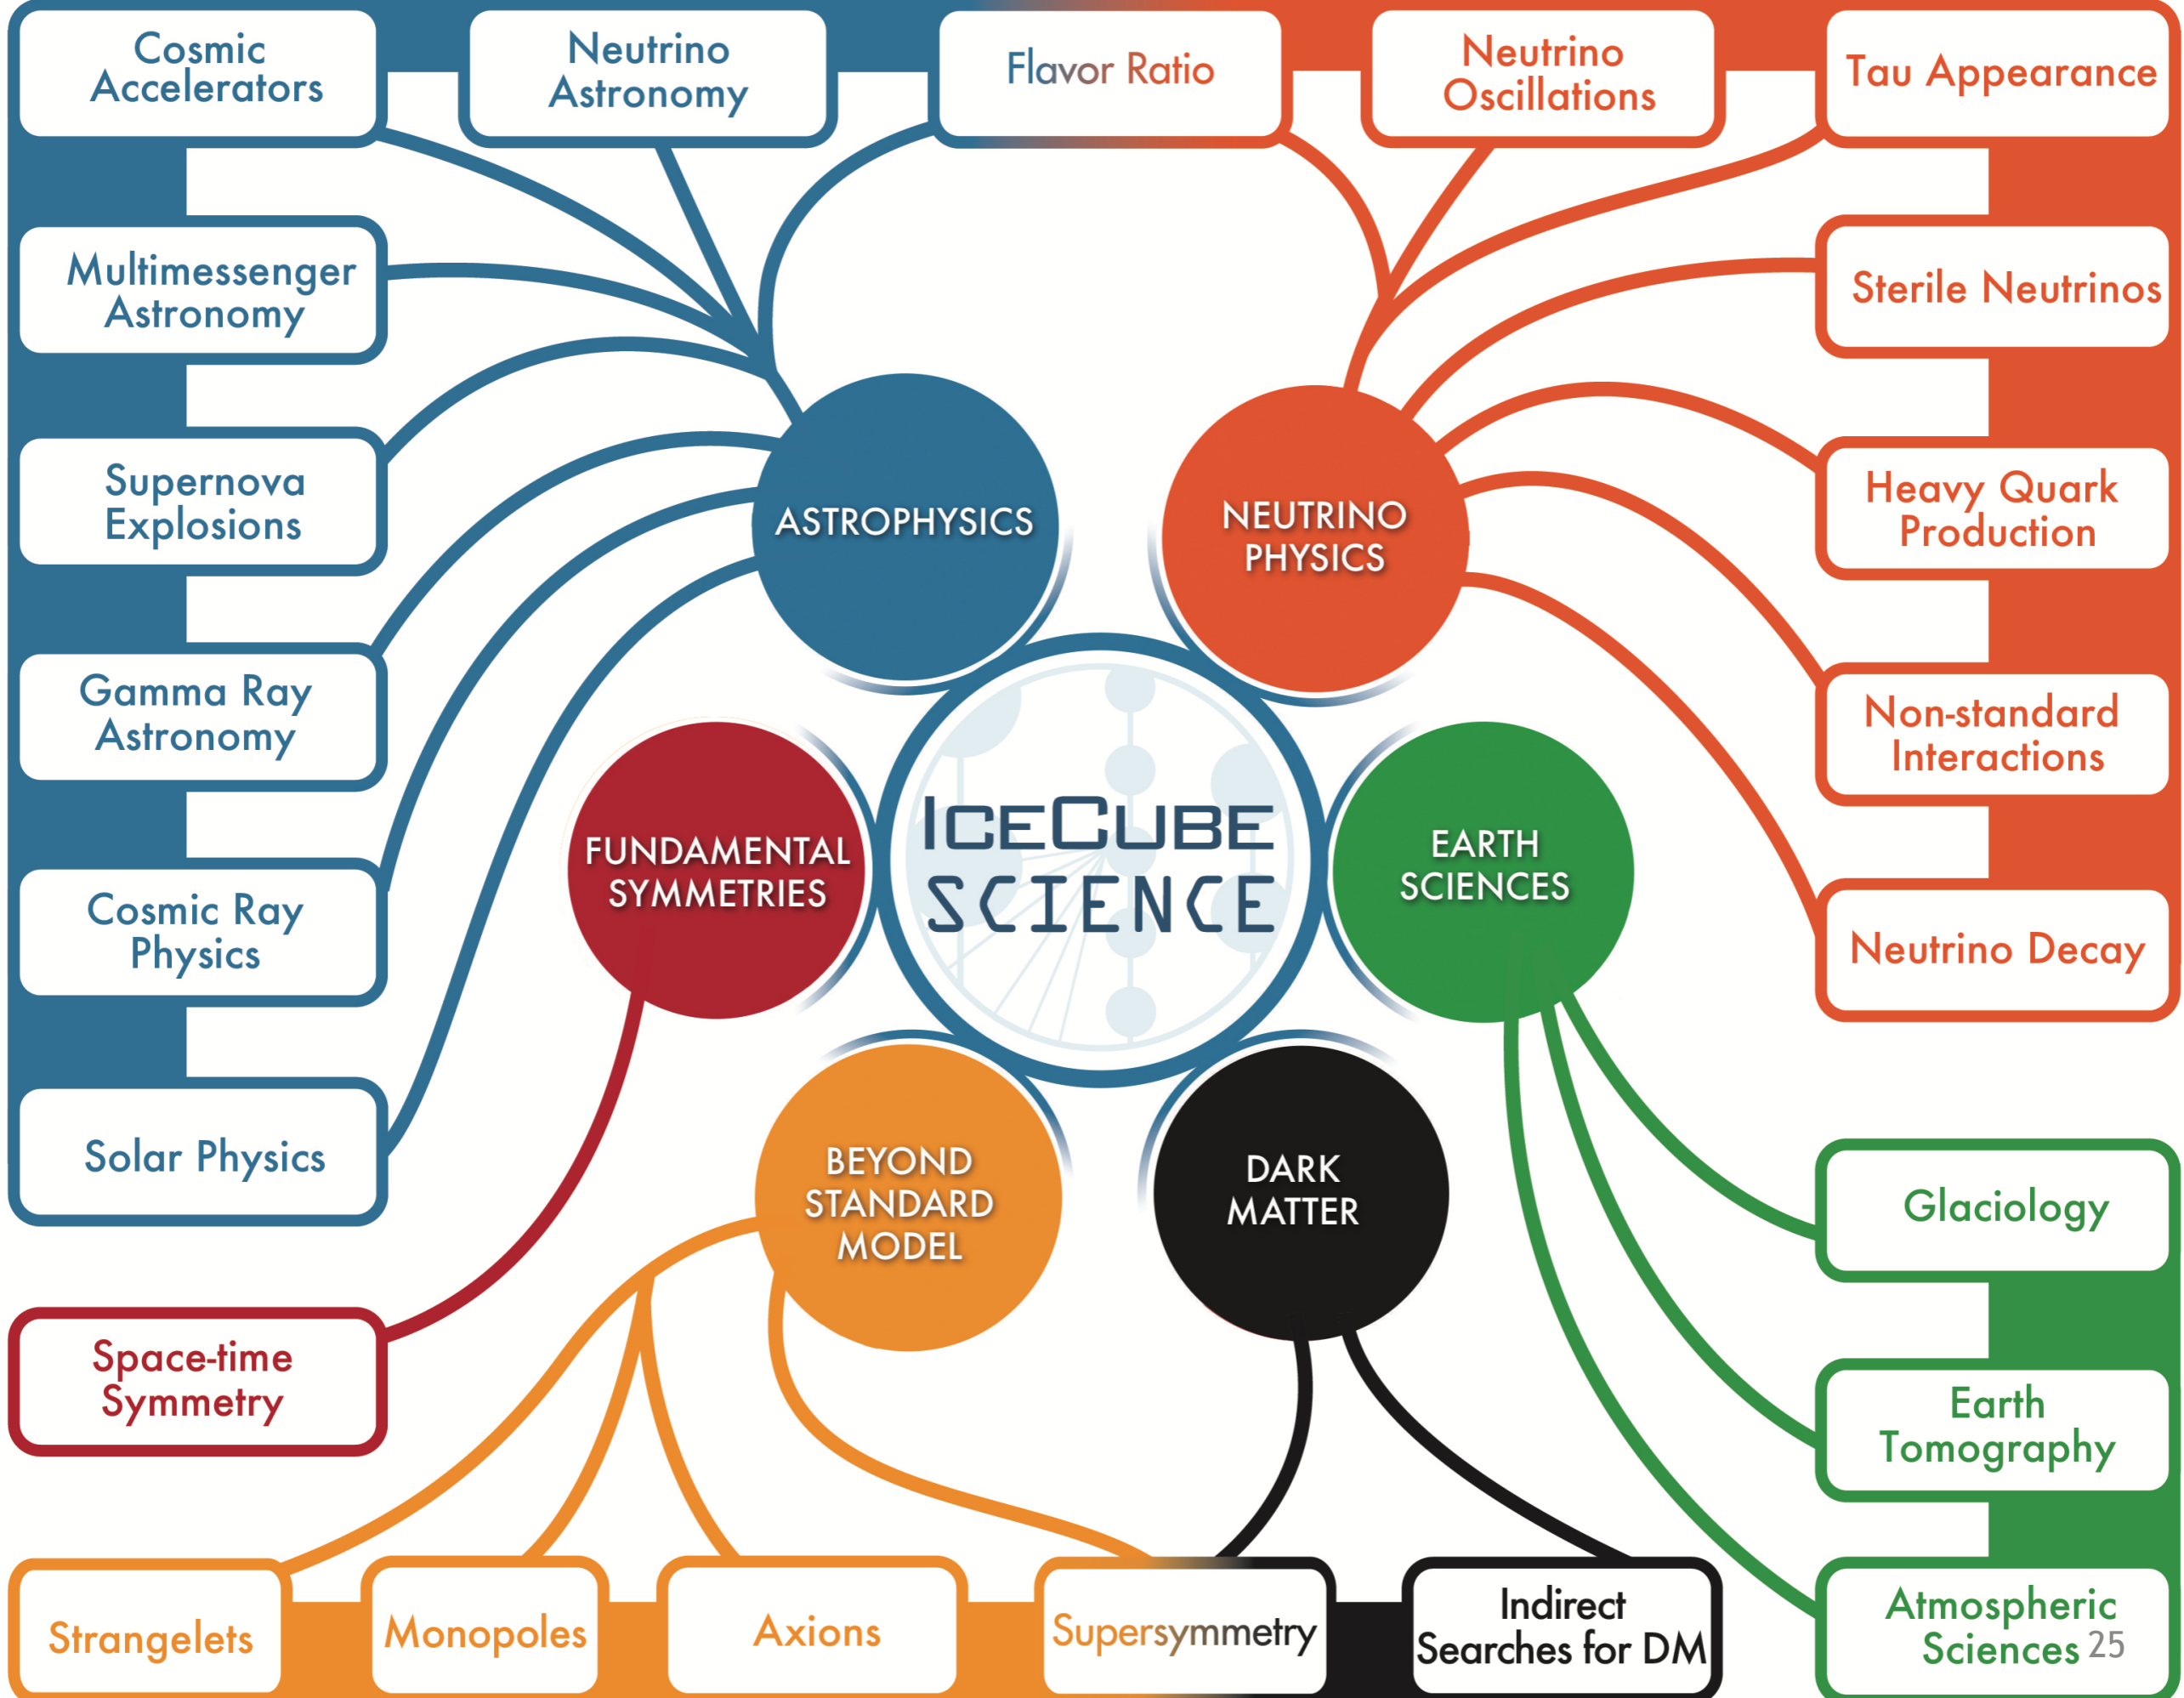 Cosmic
Accelerators
Neutrino
Astronomy
Flavor Ratio
Neutrino
Oscillations
Tau Appearance
Multimessenger
Astronomy
Sterile Neutrinos
Supernova
Explosions
ASTROPHYSICS
NEUTRINO
PHYSICS
Heavy Quark
Production
Gamma Ray
Astronomy
Non-standard
Interactions
FUNDAMENTAL
SYMMETRIES
ICECUBE
SCIENCE
EARTH
SCIENCES
Cosmic Ray
Physics
Neutrino Decay
Solar Physics
BEYOND
STANDARD
MODEL
DARK
MATTER
Glaciology
Space-time
Symmetry
Earth
Tomography
Strangelets
Monopoles
Axions
Supersymmetry
Indirect
Searches for DM
Atmospheric
Sciences 25